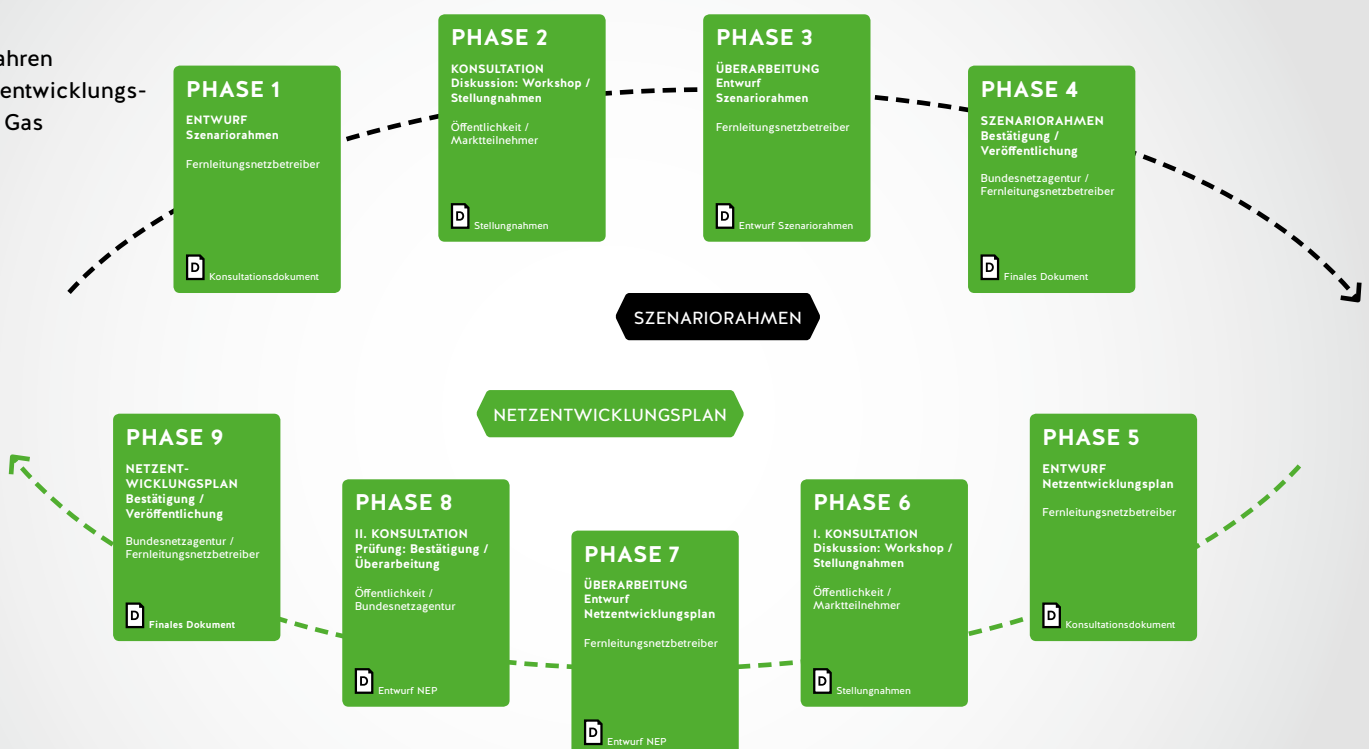 ahren
entwicklungs-
Gas
PHASE 1
ENTWURF
Szenariorahmen
Fernleitungsnetzbetreiber
D Konsultationsdokument
PHASE 2
KONSULTATION
Diskussion: Workshop /
Stellungnahmen
Öffentlichkeit /
Marktteilnehmer
D Stellungnahmen
PHASE 3
ÜBERARBEITUNG
Entwurf
Szenariorahmen
Fernleitungsnetzbetreiber
D Entwurf Szenariorahmen
PHASE 4
SZENARIORAHMEN
Bestätigung /
Veröffentlichung
Bundesnetzagentur /
Fernleitungsnetzbetreiber
D Finales Dokument
SZENARIORAHMEN
NETZENTWICKLUNGSPLAN
PHASE 5
ENTWURF
Netzentwicklungsplan
Fernleitungsnetzbetreiber
D Konsultationsdokument
PHASE 6
I. KONSULTATION
Diskussion: Workshop /
Stellungnahmen
Öffentlichkeit /
Marktteilnehmer
D Stellungnahmen
PHASE 7
ÜBERARBEITUNG
Entwurf
Netzentwicklungsplan
Fernleitungsnetzbetreiber
D Entwurf NEP
PHASE 8
II. KONSULTATION
Prüfung: Bestätigung /
Überarbeitung
Öffentlichkeit /
Bundesnetzagentur
D Entwurf NEP
PHASE 9
NETZENT-
WICKLUNGSPLAN
Bestätigung /
Veröffentlichung
Bundesnetzagentur /
Fernleitungsnetzbetreiber
D Finales Dokument